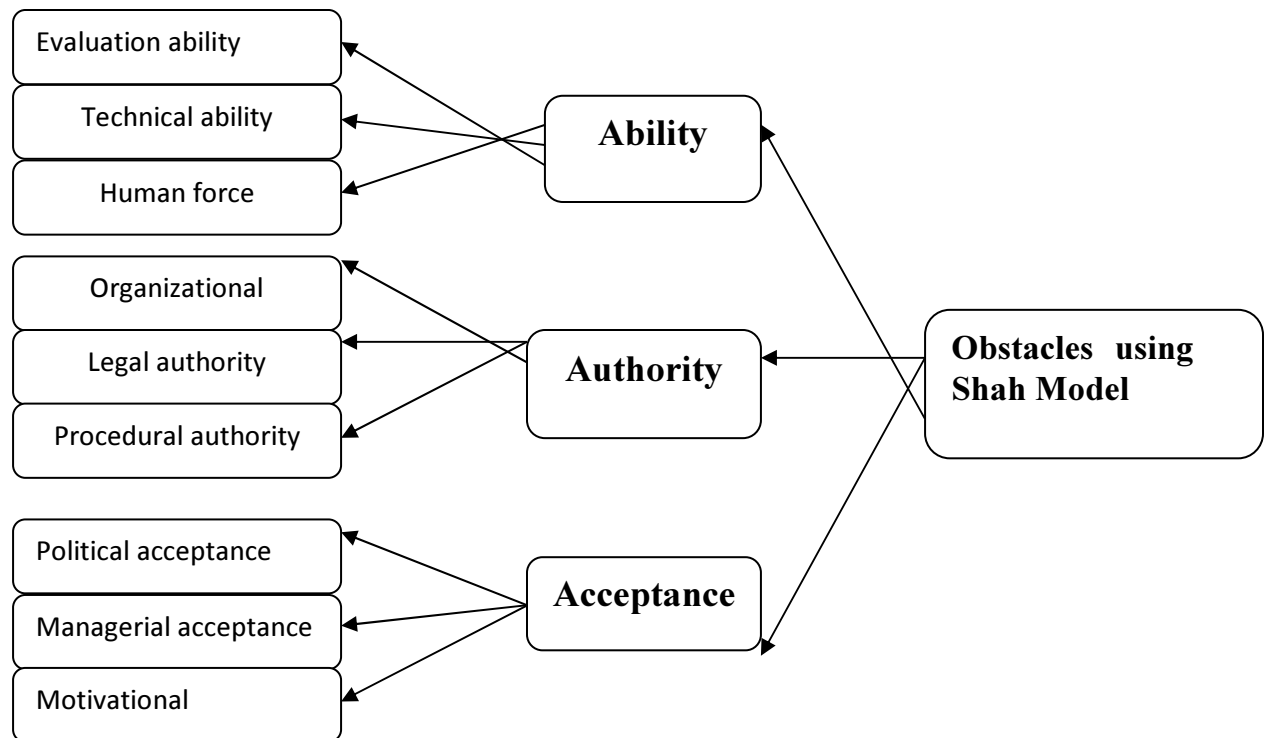 Evaluation ability
Technical ability
Human force
Ability
Organizational
Legal authority
Procedural authority
Authority
Obstacles using
Shah Model
Political acceptance
Managerial acceptance
Motivational
Acceptance